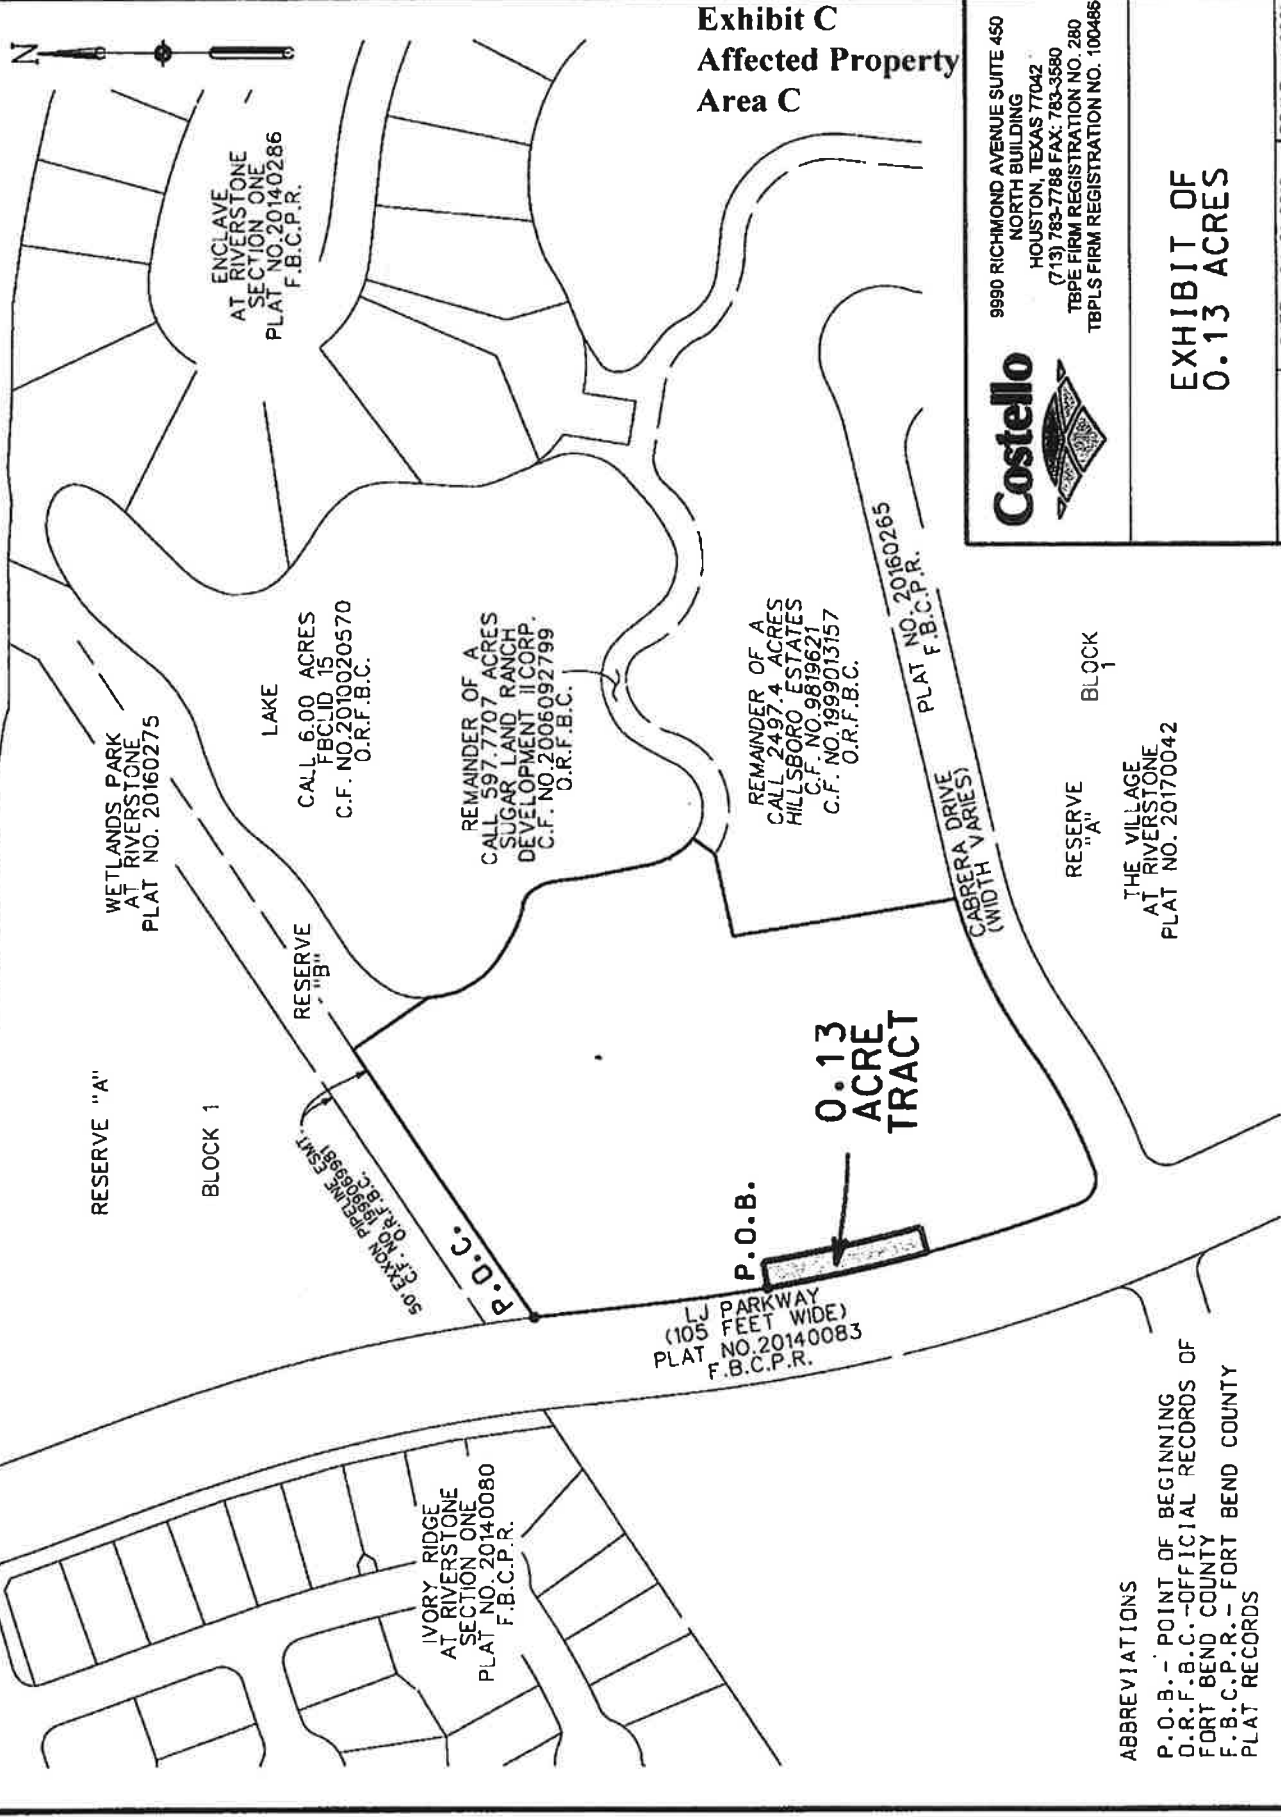 Exhibit C
Affected Property
Area C
N
ENCLAVE
AT RIVERSTONE
SECTION ONE
PLAT NO.20140286
F.B.C.P.R.
WETLANDS PARK
AT RIVERSTONE
PLAT NO. 20160275
LAKE
CALL 6.00 ACRES
FBCLID 15
C.F. NO.2010020570
O.R.F.B.C.
REMAINDER OF A
CALL 597.7707 ACRES
SUGAR LAND RANCH
DEVELOPMENT II CORP.
C.F. NO.2006092799
O.R.F.B.C.
REMAINDER OF A
CALL 2497.4 ACRES
HILLSBORO ESTATES
C.F. NO.9819621
C.F. NO.1999013157
O.R.F.B.C.
PLAT NO. 20160265
F.B.C.P.R.
CABRERA DRIVE
(WIDTH VARIES)
RESERVE
"A"
BLOCK
1
THE VILLAGE
AT RIVERSTONE
PLAT NO. 20170042
RESERVE
"B"
RESERVE "A"
BLOCK 1
50' EXXON PIPELINE ESMT.
C.F. NO. 1999069981
O.R.F.B.C.
P.O.C.
P.O.B.
0.13
ACRE
TRACT
LJ PARKWAY
(105 FEET WIDE)
PLAT NO.20140083
F.B.C.P.R.
IVORY RIDGE
AT RIVERSTONE
SECTION ONE
PLAT NO. 20140080
F.B.C.P.R.
ABBREVIATIONS
P.O.B.- POINT OF BEGINNING
O.R.F.B.C.-OFFICIAL RECORDS OF
FORT BEND COUNTY
F.B.C.P.R.- FORT BEND COUNTY
PLAT RECORDS
Costello
9990 RICHMOND AVENUE SUITE 450
NORTH BUILDING
HOUSTON, TEXAS 77042
(713) 783-7788 FAX: 783-3580
TBPE FIRM REGISTRATION NO. 280
TBPLS FIRM REGISTRATION NO. 100486
EXHIBIT OF
0.13 ACRES